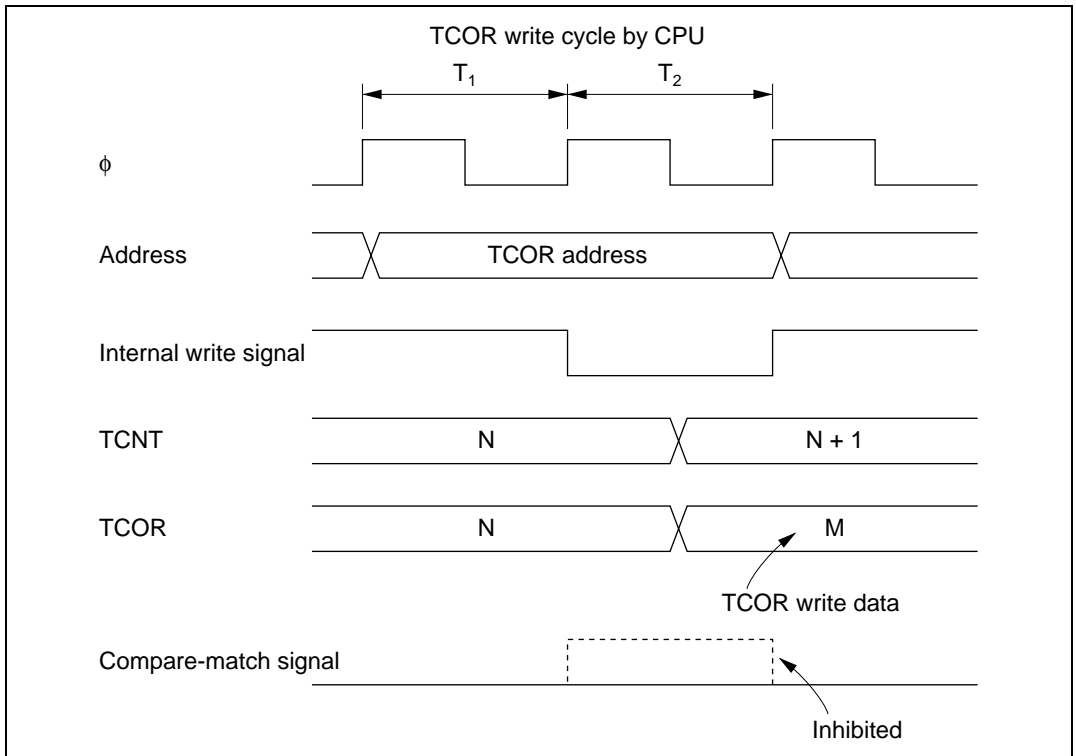 TCOR write cycle by CPU
T1 T2
ϕ
Address TCOR address
Internal write signal
TCNT N N + 1
TCOR N M
TCOR write data
Compare-match signal
Inhibited